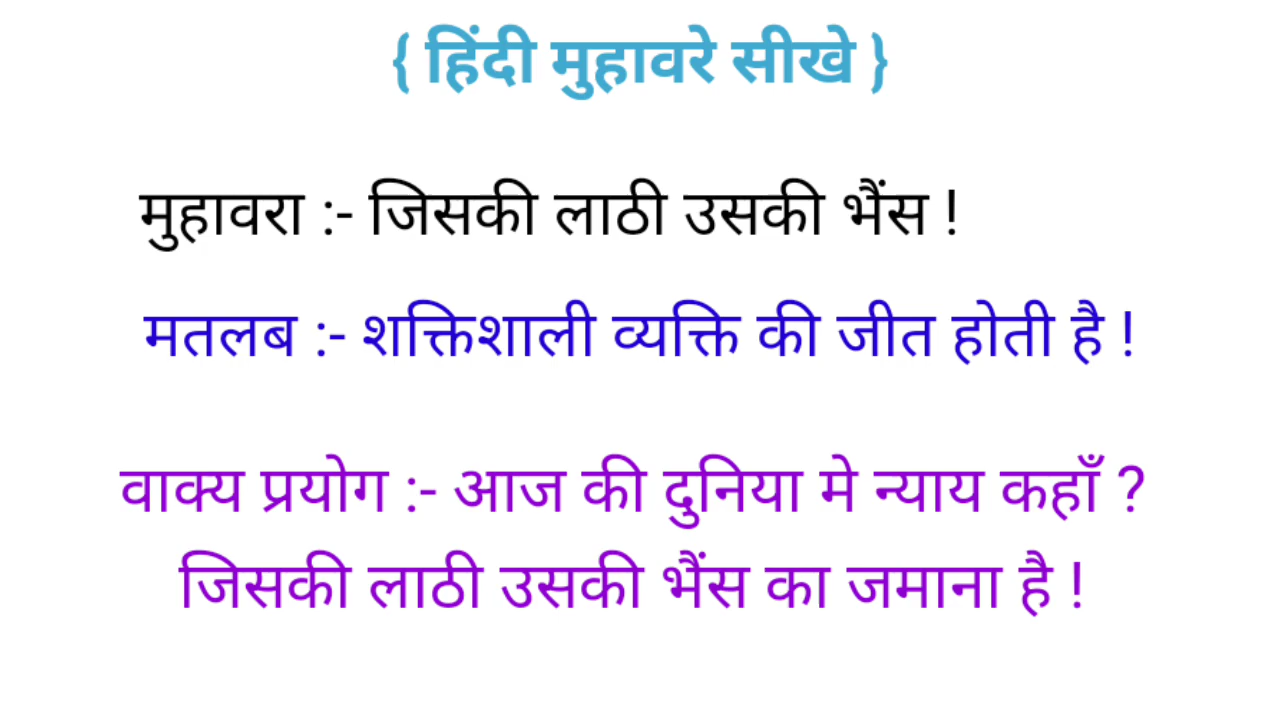 { हिंदी मुहावरे सीखे }
मुहावरा :- जिसकी लाठी उसकी भैंस !
मतलब :- शक्तिशाली व्यक्ति की जीत होती है !
वाक्य प्रयोग :- आज की दुनिया मे न्याय कहाँ ?
जिसकी लाठी उसकी भैंस का जमाना है !